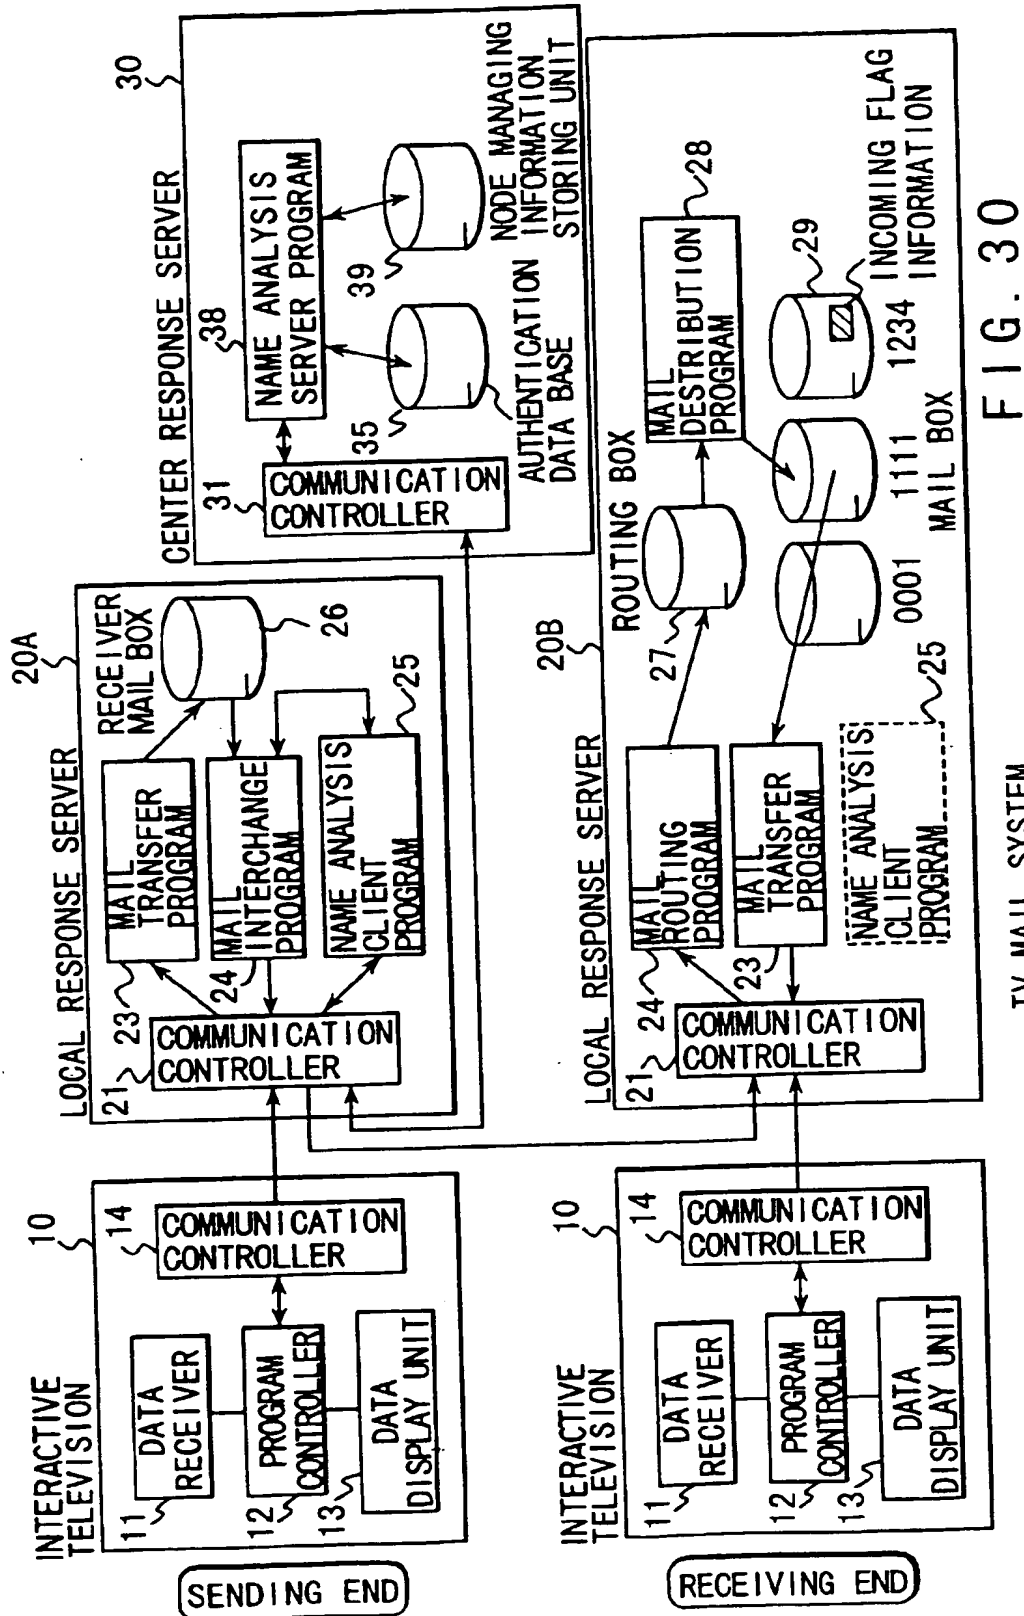 SENDING END
INTERACTIVE
TELEVISION
10
11
DATA
RECEIVER
12
PROGRAM
CONTROLLER
13
DATA
DISPLAY UNIT
14
COMMUNICATION
CONTROLLER
LOCAL RESPONSE SERVER
20A
21
COMMUNICATION
CONTROLLER
23
MAIL
TRANSFER
PROGRAM
24
MAIL
INTERCHANGE
PROGRAM
NAME ANALYSIS
CLIENT
PROGRAM
25
RECEIVER
MAIL BOX
26
CENTER RESPONSE SERVER
30
31
COMMUNICATION
CONTROLLER
38
NAME ANALYSIS
SERVER PROGRAM
35
AUTHENTICATION
DATA BASE
39
NODE MANAGING
INFORMATION
STORING UNIT
RECEIVING END
INTERACTIVE
TELEVISION
10
11
DATA
RECEIVER
12
PROGRAM
CONTROLLER
13
DATA
DISPLAY UNIT
14
COMMUNICATION
CONTROLLER
LOCAL RESPONSE SERVER
20B
21
COMMUNICATION
CONTROLLER
24
MAIL
ROUTING
PROGRAM
23
MAIL
TRANSFER
PROGRAM
NAME ANALYSIS
CLIENT
PROGRAM
25
ROUTING BOX
27
MAIL
DESTRIBUTION
PROGRAM
28
29
0001
1111
1234
MAIL BOX
INCOMING FLAG
INFORMATION
TV MAIL SYSTEM
FIG. 30